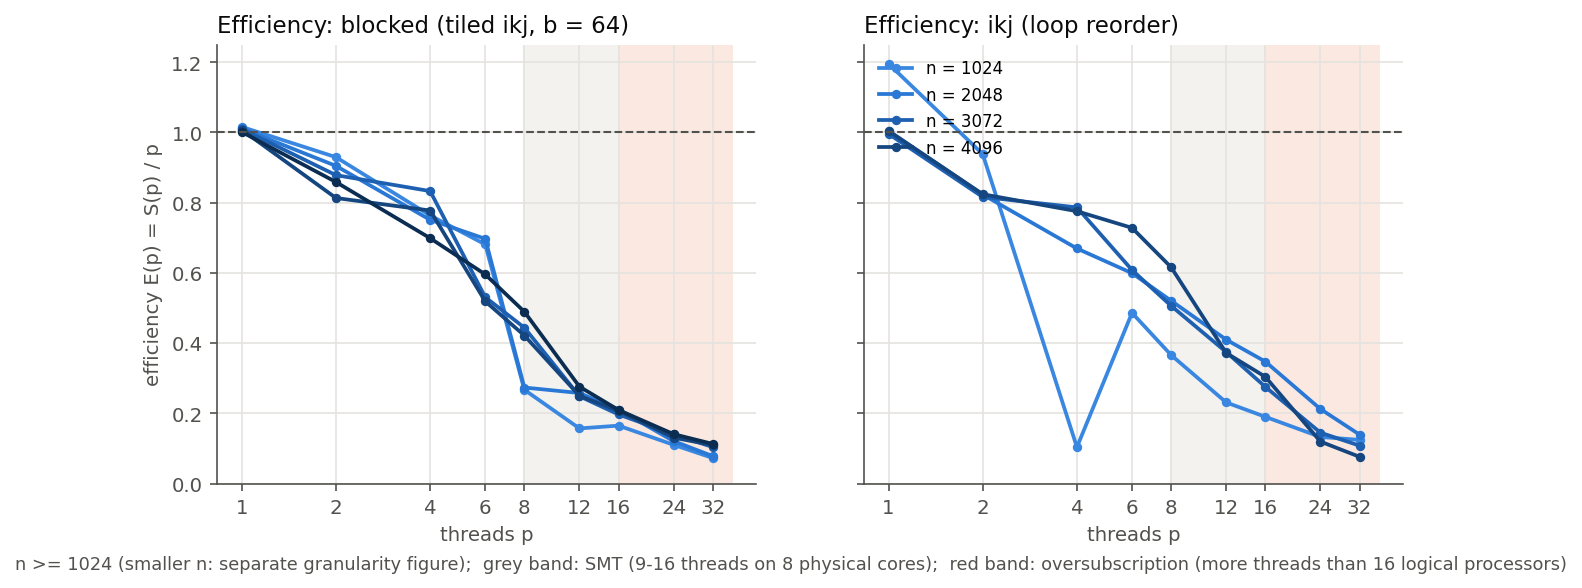 Efficiency: blocked (tiled ikj, b = 64)
efficiency E(p) = S(p) / p
1.2
1.0
0.8
0.6
0.4
0.2
0.0
1 2 4 6 8 12 16 24 32
threads p
Efficiency: ikj (loop reorder)
n = 1024
n = 2048
n = 3072
n = 4096
1 2 4 6 8 12 16 24 32
threads p
n >= 1024 (smaller n: separate granularity figure);  grey band: SMT (9-16 threads on 8 physical cores);  red band: oversubscription (more threads than 16 logical processors)